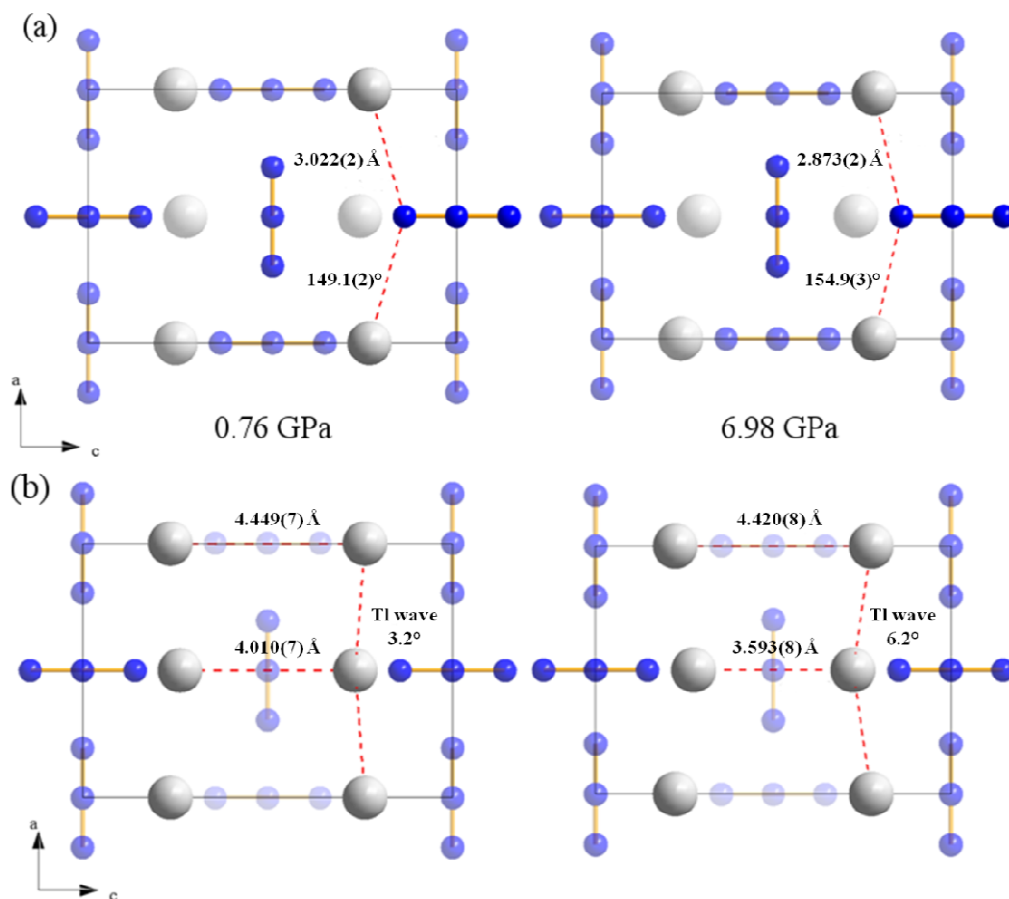 (a)
3.022(2) Å
2.873(2) Å
149.1(2)°
154.9(3)°
a
a
c
c
0.76 GPa
6.98 GPa
(b)
4.449(7) Å
4.420(8) Å
Tl wave
3.2°
Tl wave
6.2°
4.010(7) Å
3.593(8) Å
a
a
c
c